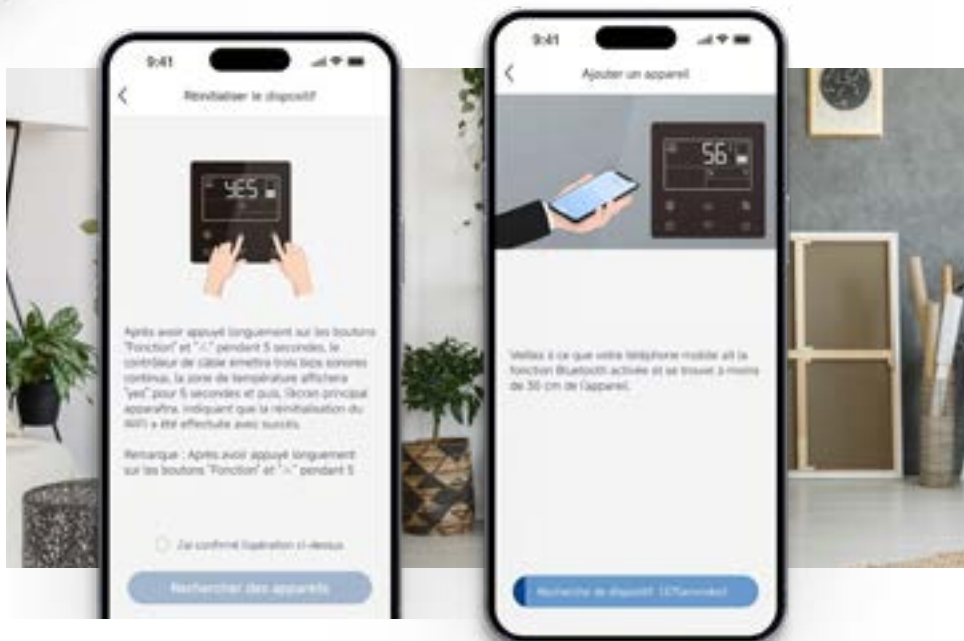 9:41
Réinitialiser le dispositif
YES
Après avoir appuyé longuement sur les boutons
"Fonction" et "^" pendant 5 secondes, le
contrôleur de câble émettra trois bips sonores
continus, la zone de température affichera
"yes" pour 5 secondes et puis, l'écran principal
apparaîtra, indiquant que la réinitialisation du
WiFi a été effectuée avec succès.
Remarque : Après avoir appuyé longuement
sur les boutons "Fonction" et "^" pendant 5
J'ai confirmé l'opération ci-dessus
Rechercher des appareils
9:41
Ajouter un appareil
56
Veillez à ce que votre téléphone mobile ait la
fonction Bluetooth activée et se trouve à moins
de 30 cm de l'appareil.
Recherche de dispositif